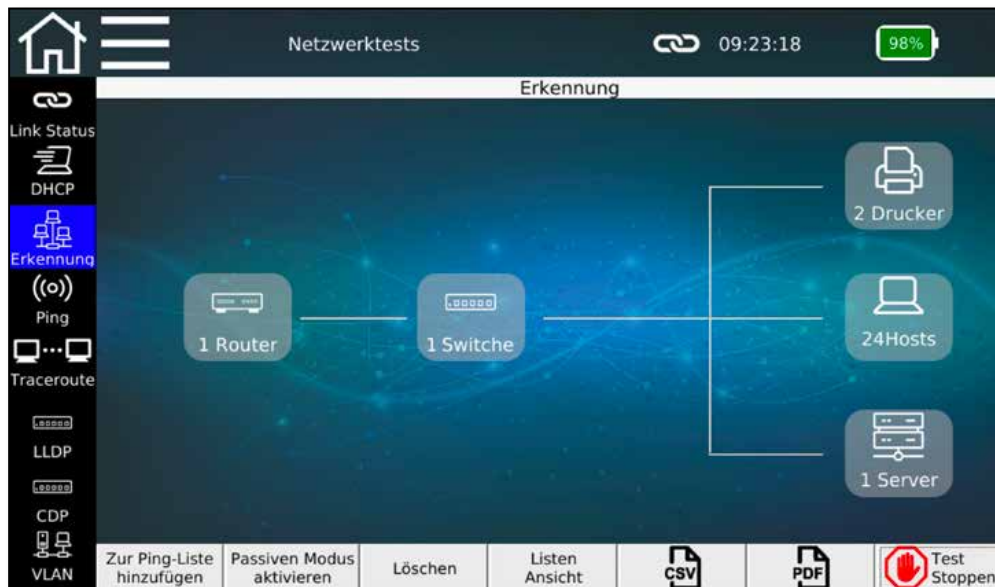 Netzwerktests
09:23:18
98%
Erkennung
Link Status
DHCP
Erkennung
Ping
Traceroute
LLDP
CDP
VLAN
1 Router
1 Switche
2 Drucker
24Hosts
1 Server
Zur Ping-Liste
hinzufügen
Passiven Modus
aktivieren
Löschen
Listen
Ansicht
CSV
PDF
Test
Stoppen